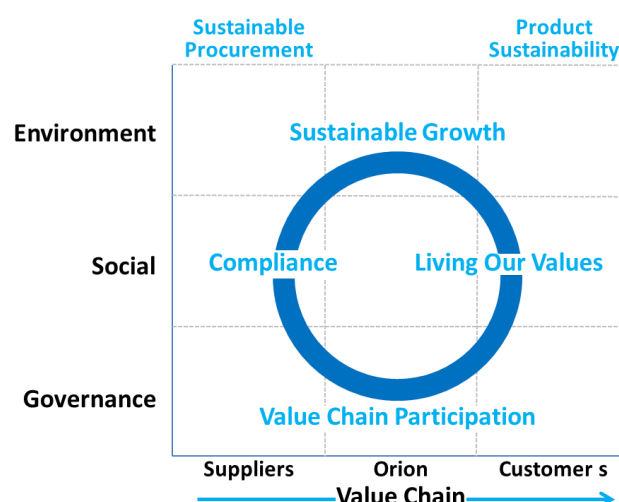 Sustainable Procurement
Product Sustainability
Environment
Sustainable Growth
Social
Compliance
Living Our Values
Governance
Value Chain Participation
Suppliers
Orion
Customer s
Value Chain